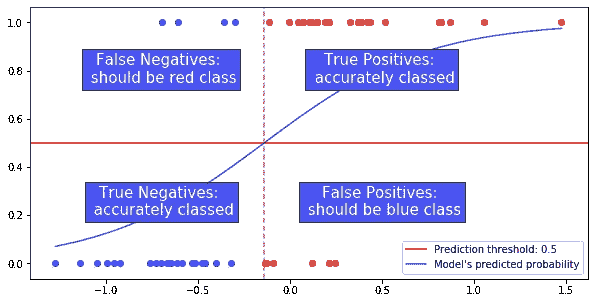 1.0
0.8
0.6
0.4
0.2
0.0
False Negatives:
should be red class
True Positives:
accurately classed
True Negatives:
accurately classed
False Positives:
should be blue class
Prediction threshold: 0.5
Model's predicted probability
−1.0
−0.5
0.0
0.5
1.0
1.5